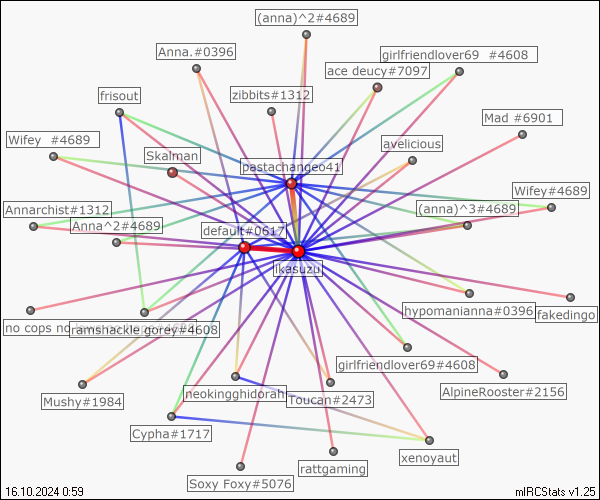 (anna)^2#4689
Anna.#0396
girlfriendlover69 #4608
ace deucy#7097
frisout
zibbits#1312
Mad #6901
Wifey #4689
avelicious
Skalman
pastachange041
Wifey#4689
Annarchist#1312
(anna)^3#4689
Anna^2#4689
default#0617
ikasuzu
hypomanianna#0396
fakedingo
no cops no
ramshackle gorey#4608
girlfriendlover69#4608
AlpineRooster#2156
Mushy#1984
neokingghidorah
Toucan#2473
Cypha#1717
xenoyaut
rattgaming
Soxy Foxy#5076
16.10.2024 0:59
mIRCStats v1.25